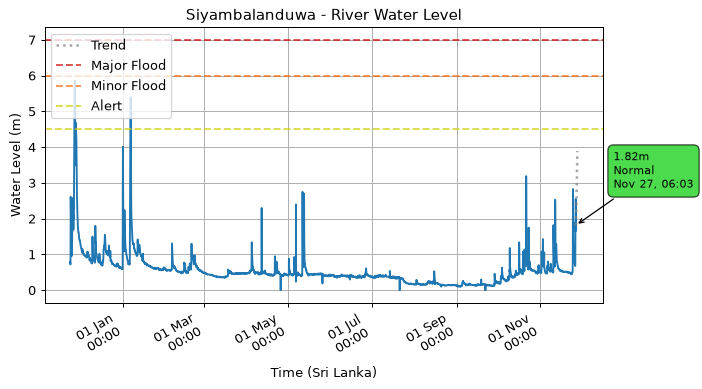 Siyambalanduwa - River Water Level
Trend
Major Flood
Minor Flood
Alert
Water Level (m)
7
6
5
4
3
2
1
0
1.82m
Normal
Nov 27, 06:03
01 Jan
00:00
01 Mar
00:00
01 May
00:00
01 Jul
00:00
01 Sep
00:00
01 Nov
00:00
Time (Sri Lanka)